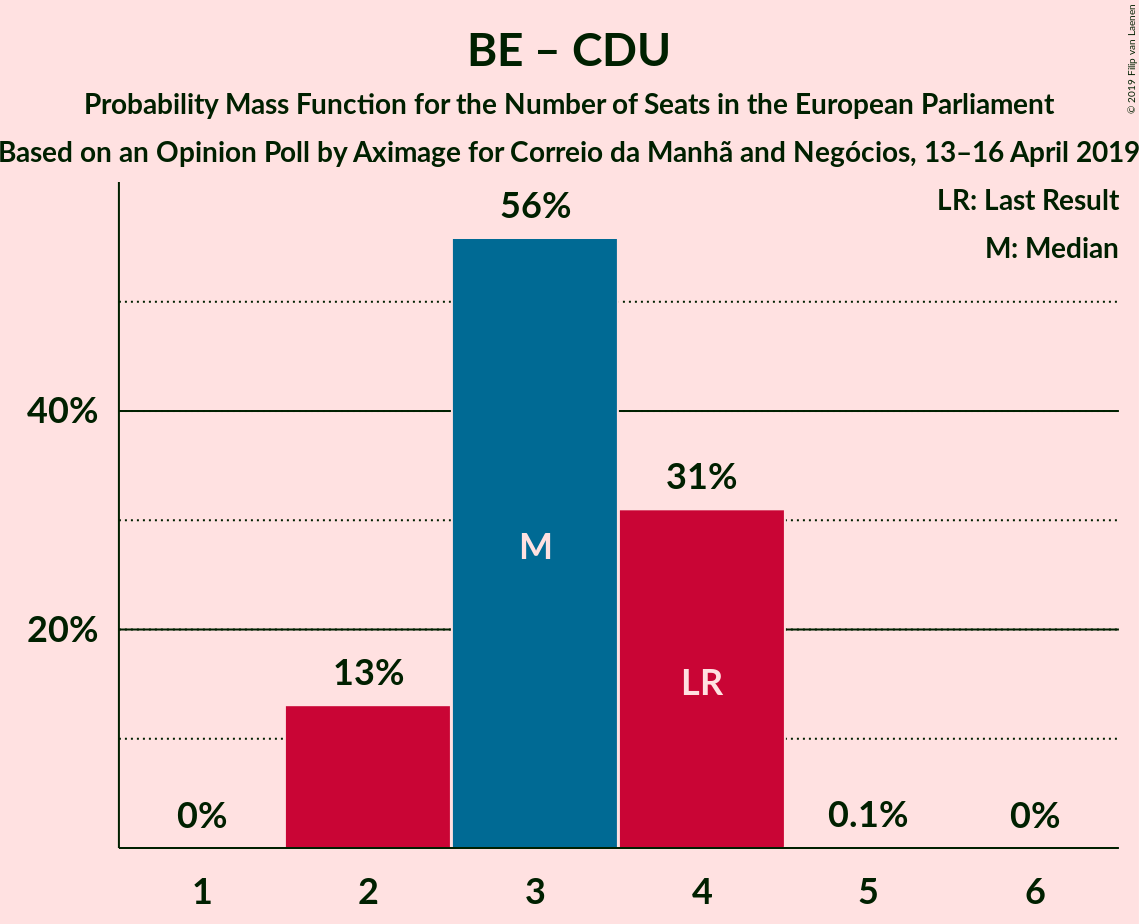 BE – CDU
Probability Mass Function for the Number of Seats in the European Parliament
Based on an Opinion Poll by Aximage for Correio da Manhã and Negócios, 13–16 April 2019
© 2019 Filip van Laenen
LR: Last Result
M: Median
56%
40%
31%
M
20%
13%
LR
0%
0.1%
0%
1 2 3 4 5 6